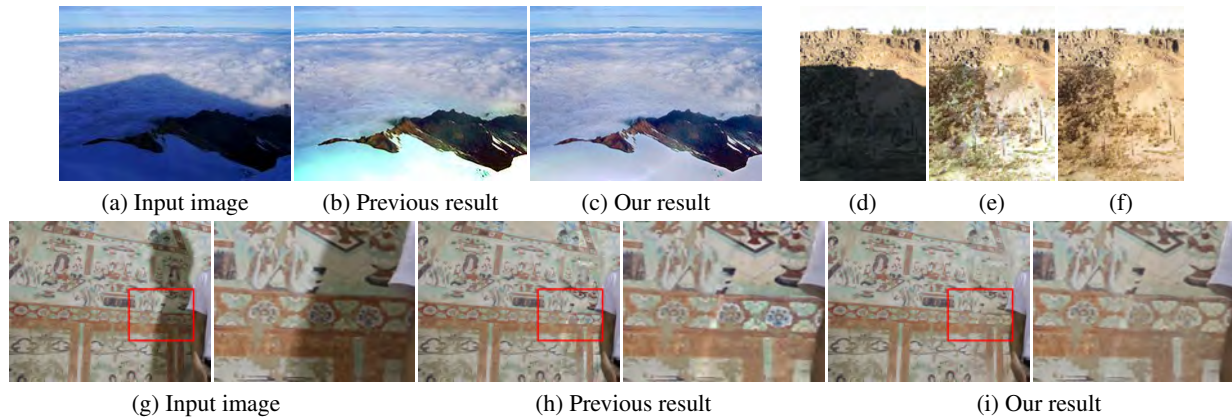 (a) Input image (b) Previous result (c) Our result (d) (e) (f)
(g) Input image (h) Previous result (i) Our result